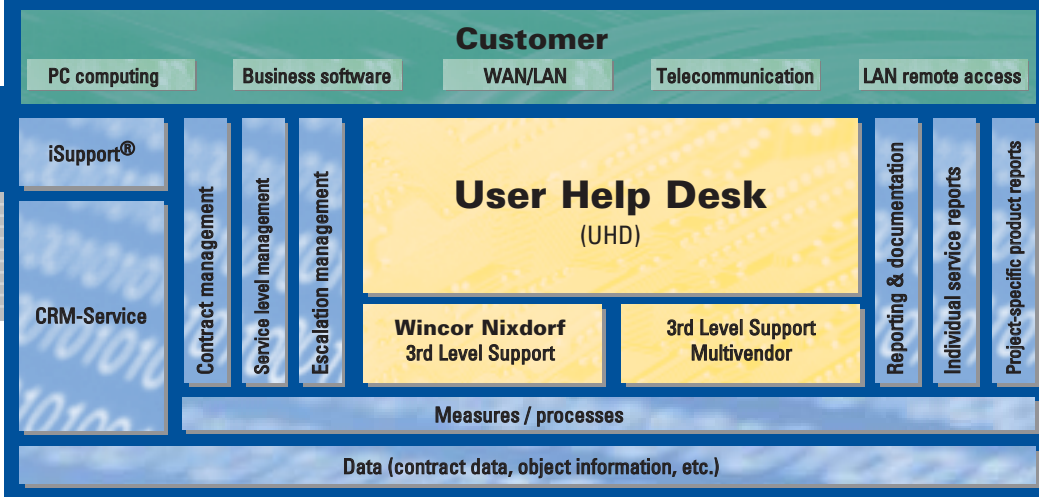 Customer
PC computing
Business software
WAN/LAN
Telecommunication
LAN remote access
iSupport®
CRM-Service
Contract management
Service level management
Escalation management
User Help Desk
(UHD)
Wincor Nixdorf
3rd Level Support
3rd Level Support
Multivendor
Reporting & documentation
Individual service reports
Project-specific product reports
Measures / processes
Data (contract data, object information, etc.)